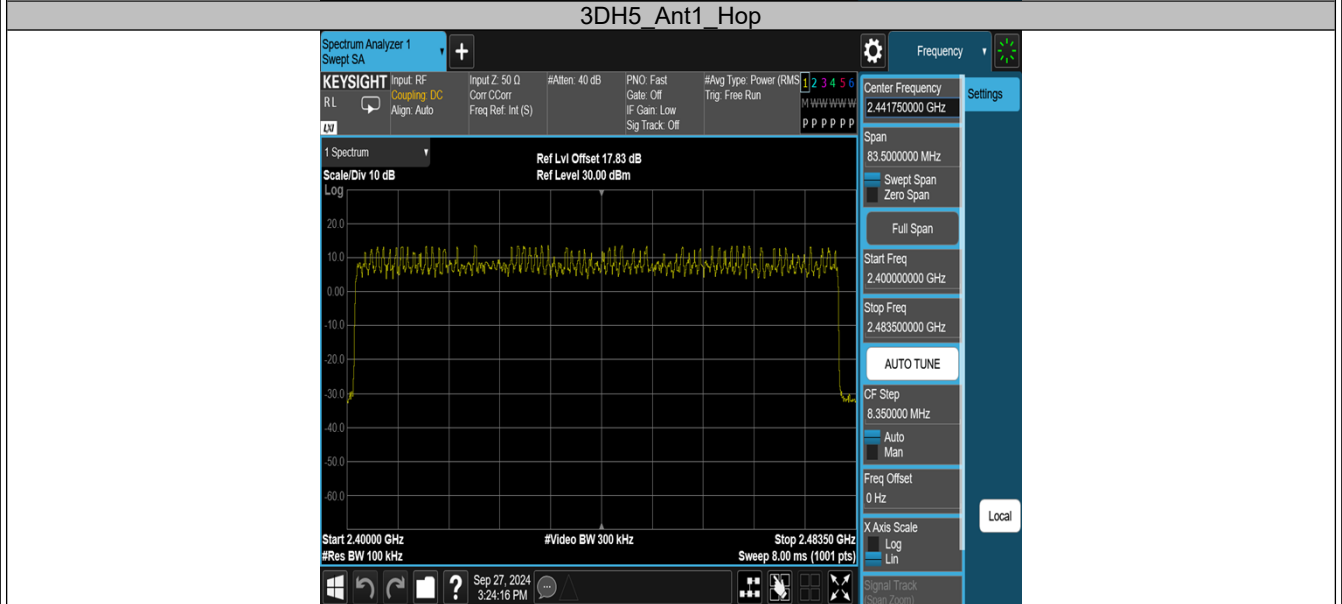 3DH5_Ant1_Hop
Spectrum Analyzer 1
Swept SA
+
Frequency
KEYSIGHT Input: RF Input Z: 50 Ω #Atten: 40 dB PNO: Fast #Avg Type: Power (RMS 1 2 3 4 5 6
RL Coupling: DC Corr CCorr Gate: Off Trig: Free Run M W W W W W
Align: Auto Freq Ref: Int (S) IF Gain: Low
LXI Sig Track: Off P P P P P P
Center Frequency
2.441750000 GHz
Settings
1 Spectrum
Ref Lvl Offset 17.83 dB
Scale/Div 10 dB Ref Level 30.00 dBm
Log
20.0
10.0
0.00
-10.0
-20.0
-30.0
-40.0
-50.0
-60.0
Start 2.40000 GHz #Video BW 300 kHz Stop 2.48350 GHz
#Res BW 100 kHz Sweep 8.00 ms (1001 pts)
Span
83.5000000 MHz
Swept Span
Zero Span
Full Span
Start Freq
2.400000000 GHz
Stop Freq
2.483500000 GHz
AUTO TUNE
CF Step
8.350000 MHz
Auto
Man
Freq Offset
0 Hz
X Axis Scale
Log
Lin
Signal Track
(Span Zoom)
Local
? Sep 27, 2024
3:24:16 PM